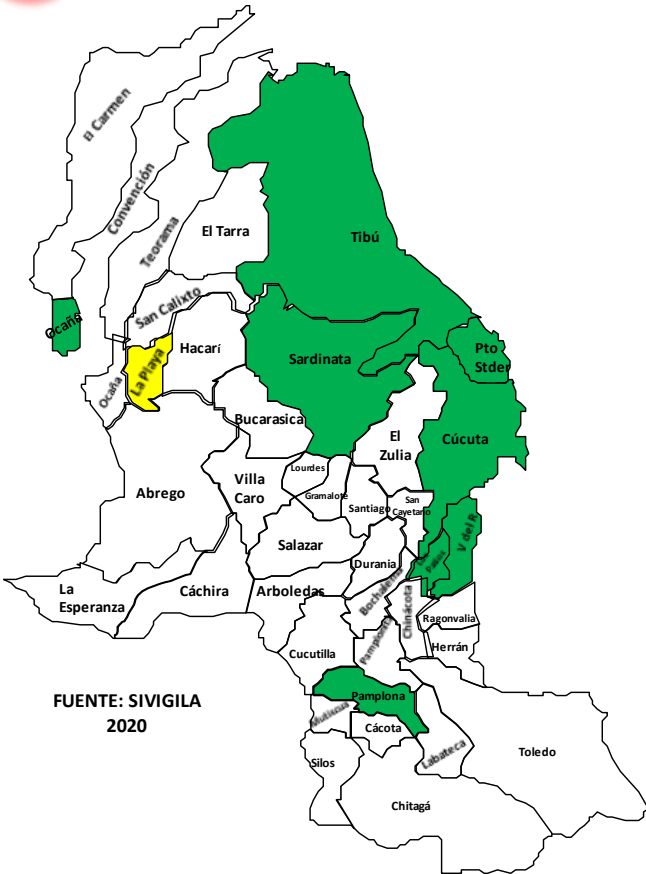 El Carmen
Convención
Teorama
El Tarra
Tibú
San Calixto
Ocaña
Hacarí
La Playa
Ocaña
Sardinata
Pto
Stder
Bucarasica
El
Zulia
Cúcuta
Abrego
Villa
Caro
Lourdes
Gramalote
Santiago
San
Cayetano
V del R.
Los
Patios
Salazar
Durania
La
Esperanza
Cáchira
Arboledas
Bochalema
Chinácota
Ragonvalia
Pamplonita
Herrán
Cucutilla
Pamplona
FUENTE: SIVIGILA
2020
Mutiscua
Cácota
Labateca
Toledo
Silos
Chitagá